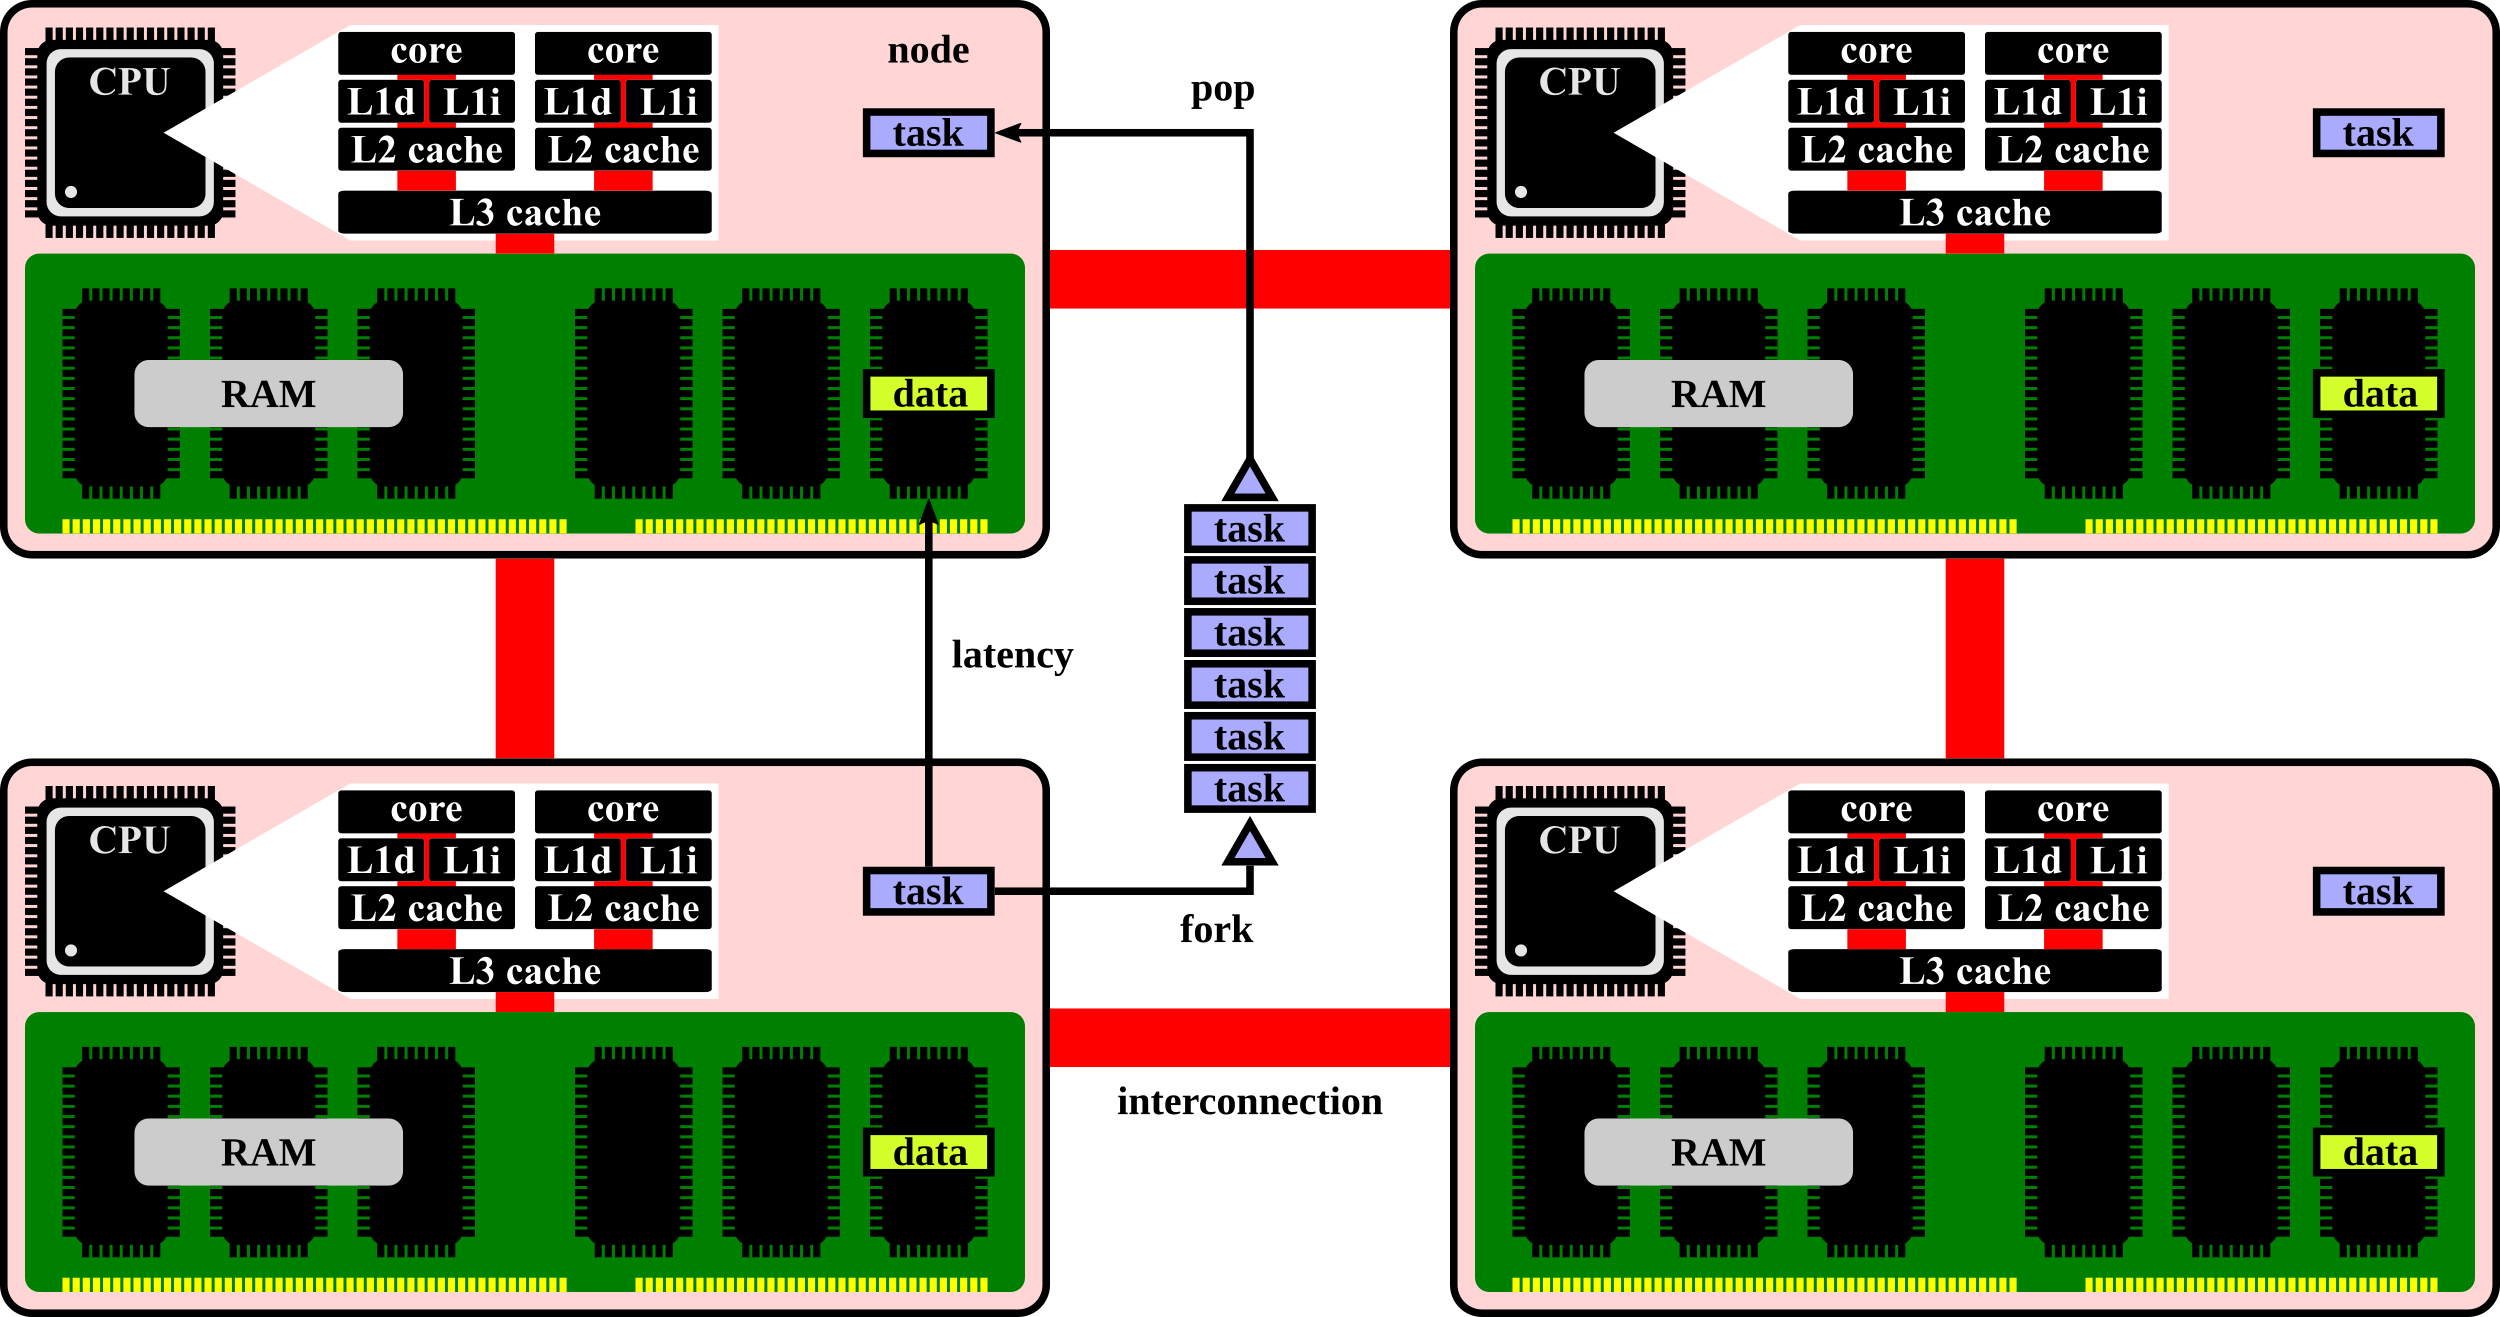 core core
CPU
L1d L1i L1d L1i
L2 cache L2 cache
L3 cache
node
task
RAM
data
pop
core core
CPU
L1d L1i L1d L1i
L2 cache L2 cache
L3 cache
task
RAM
data
task
task
task
task
task
task
latency
core core
CPU
L1d L1i L1d L1i
L2 cache L2 cache
L3 cache
task
RAM
data
fork
interconnection
core core
CPU
L1d L1i L1d L1i
L2 cache L2 cache
L3 cache
task
RAM
data